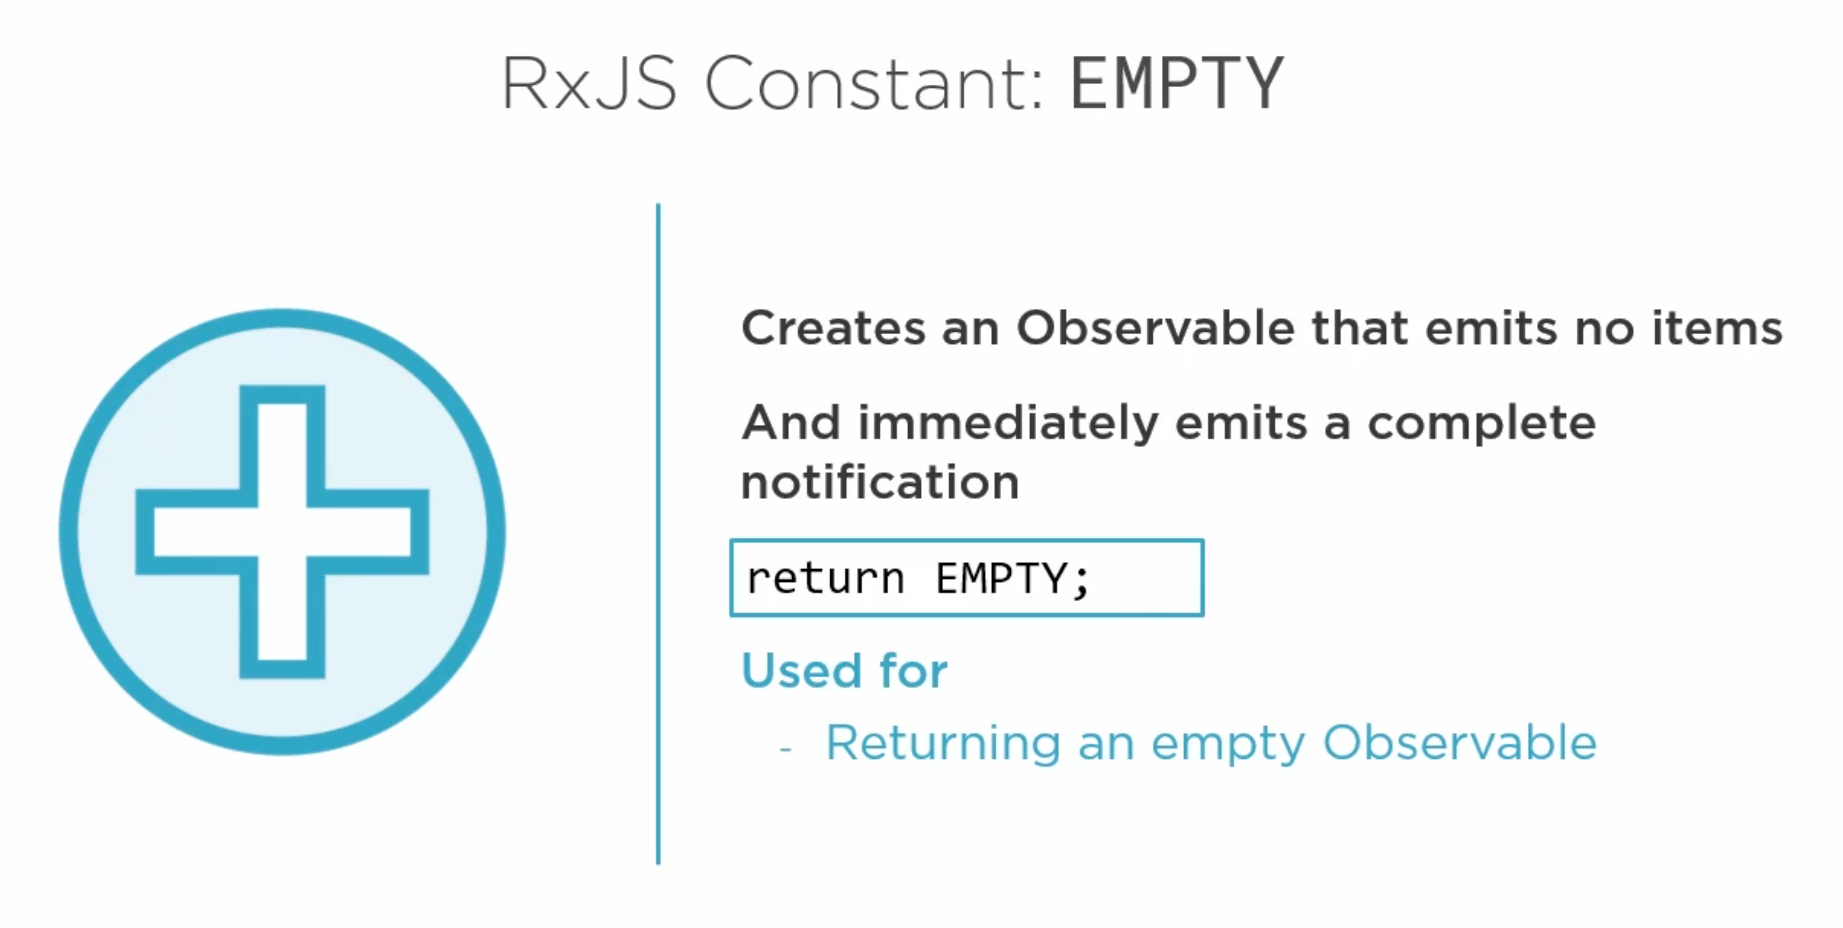 RxJS Constant: EMPTY
Creates an Observable that emits no items
And immediately emits a complete
notification
return EMPTY;
Used for
- Returning an empty Observable